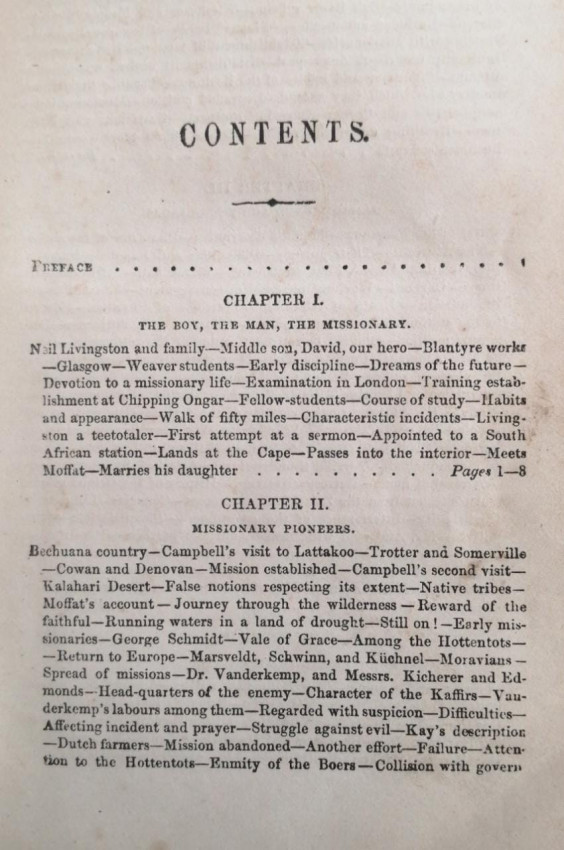 CONTENTS.
PREFACE . . . . . . . . . . . . . . . . . . . . . .
CHAPTER I.
THE BOY, THE MAN, THE MISSIONARY.
Neil Livingston and family—Middle son, David, our hero—Blantyre works
—Glasgow—Weaver students—Early discipline—Dreams of the future—
Devotion to a missionary life—Examination in London—Training estab-
lishment at Chipping Ongar—Fellow-students—Course of study—Habits
and appearance—Walk of fifty miles—Characteristic incidents—Living-
ston a teetotaler—First attempt at a sermon—Appointed to a South
African station—Lands at the Cape—Passes into the interior—Meets
Moffat—Marries his daughter . . . . . . . . . . Pages 1—8
CHAPTER II.
MISSIONARY PIONEERS.
Bechuana country—Campbell's visit to Lattakoo—Trotter and Somerville
—Cowan and Denovan—Mission established—Campbell's second visit—
Kalahari Desert—False notions respecting its extent—Native tribes—
Moffat's account—Journey through the wilderness—Reward of the
faithful—Running waters in a land of drought—Still on!—Early mis-
sionaries—George Schmidt—Vale of Grace—Among the Hottentots—
—Return to Europe—Marsveldt, Schwinn, and Küchnel—Moravians—
Spread of missions—Dr. Vanderkemp, and Messrs. Kicherer and Ed-
monds—Head-quarters of the enemy—Character of the Kaffirs—Vau-
derkemp's labours among them—Regarded with suspicion—Difficulties—
Affecting incident and prayer—Struggle against evil—Kay's description
—Dutch farmers—Mission abandoned—Another effort—Failure—Atten-
tion to the Hottentots—Enmity of the Boers—Collision with govern